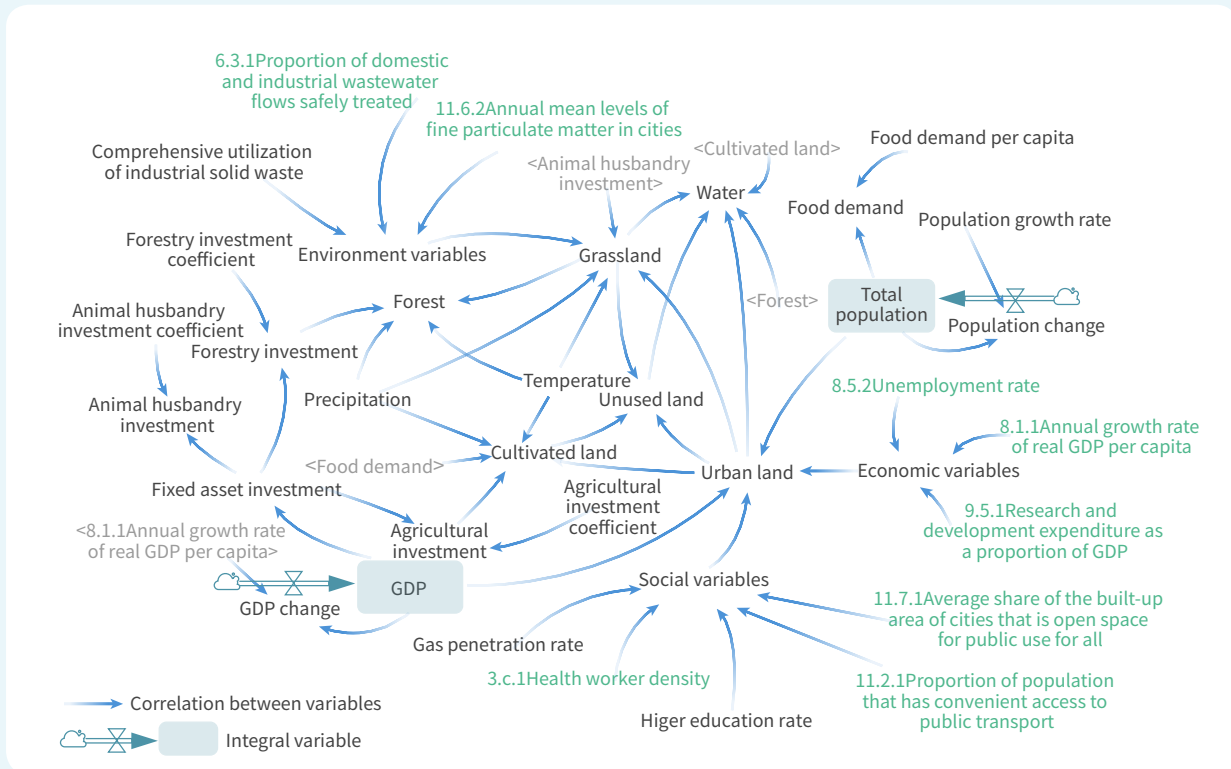 6.3.1Proportion of domestic
and industrial wastewater
flows safely treated
11.6.2Annual mean levels of
fine particulate matter in cities
Comprehensive utilization
of industrial solid waste
<Animal husbandry
investment>
<Cultivated land>
Water
Food demand per capita
Food demand
Population growth rate
Forestry investment
coefficient
Environment variables
Grassland
Forest
<Forest>
Total
population
Population change
Animal husbandry
investment coefficient
Forestry investment
Temperature
Precipitation
Unused land
8.5.2Unemployment rate
Animal husbandry
investment
8.1.1Annual growth rate
of real GDP per capita
Cultivated land
<Food demand>
Urban land
Economic variables
Fixed asset investment
Agricultural
investment
coefficient
9.5.1Research and
development expenditure as
a proportion of GDP
<8.1.1Annual growth rate
of real GDP per capita>
Agricultural
investment
GDP
GDP change
Social variables
11.7.1Average share of the built-up
area of cities that is open space
for public use for all
Gas penetration rate
3.c.1Health worker density
11.2.1Proportion of population
that has convenient access to
public transport
Higer education rate
Correlation between variables
Integral variable